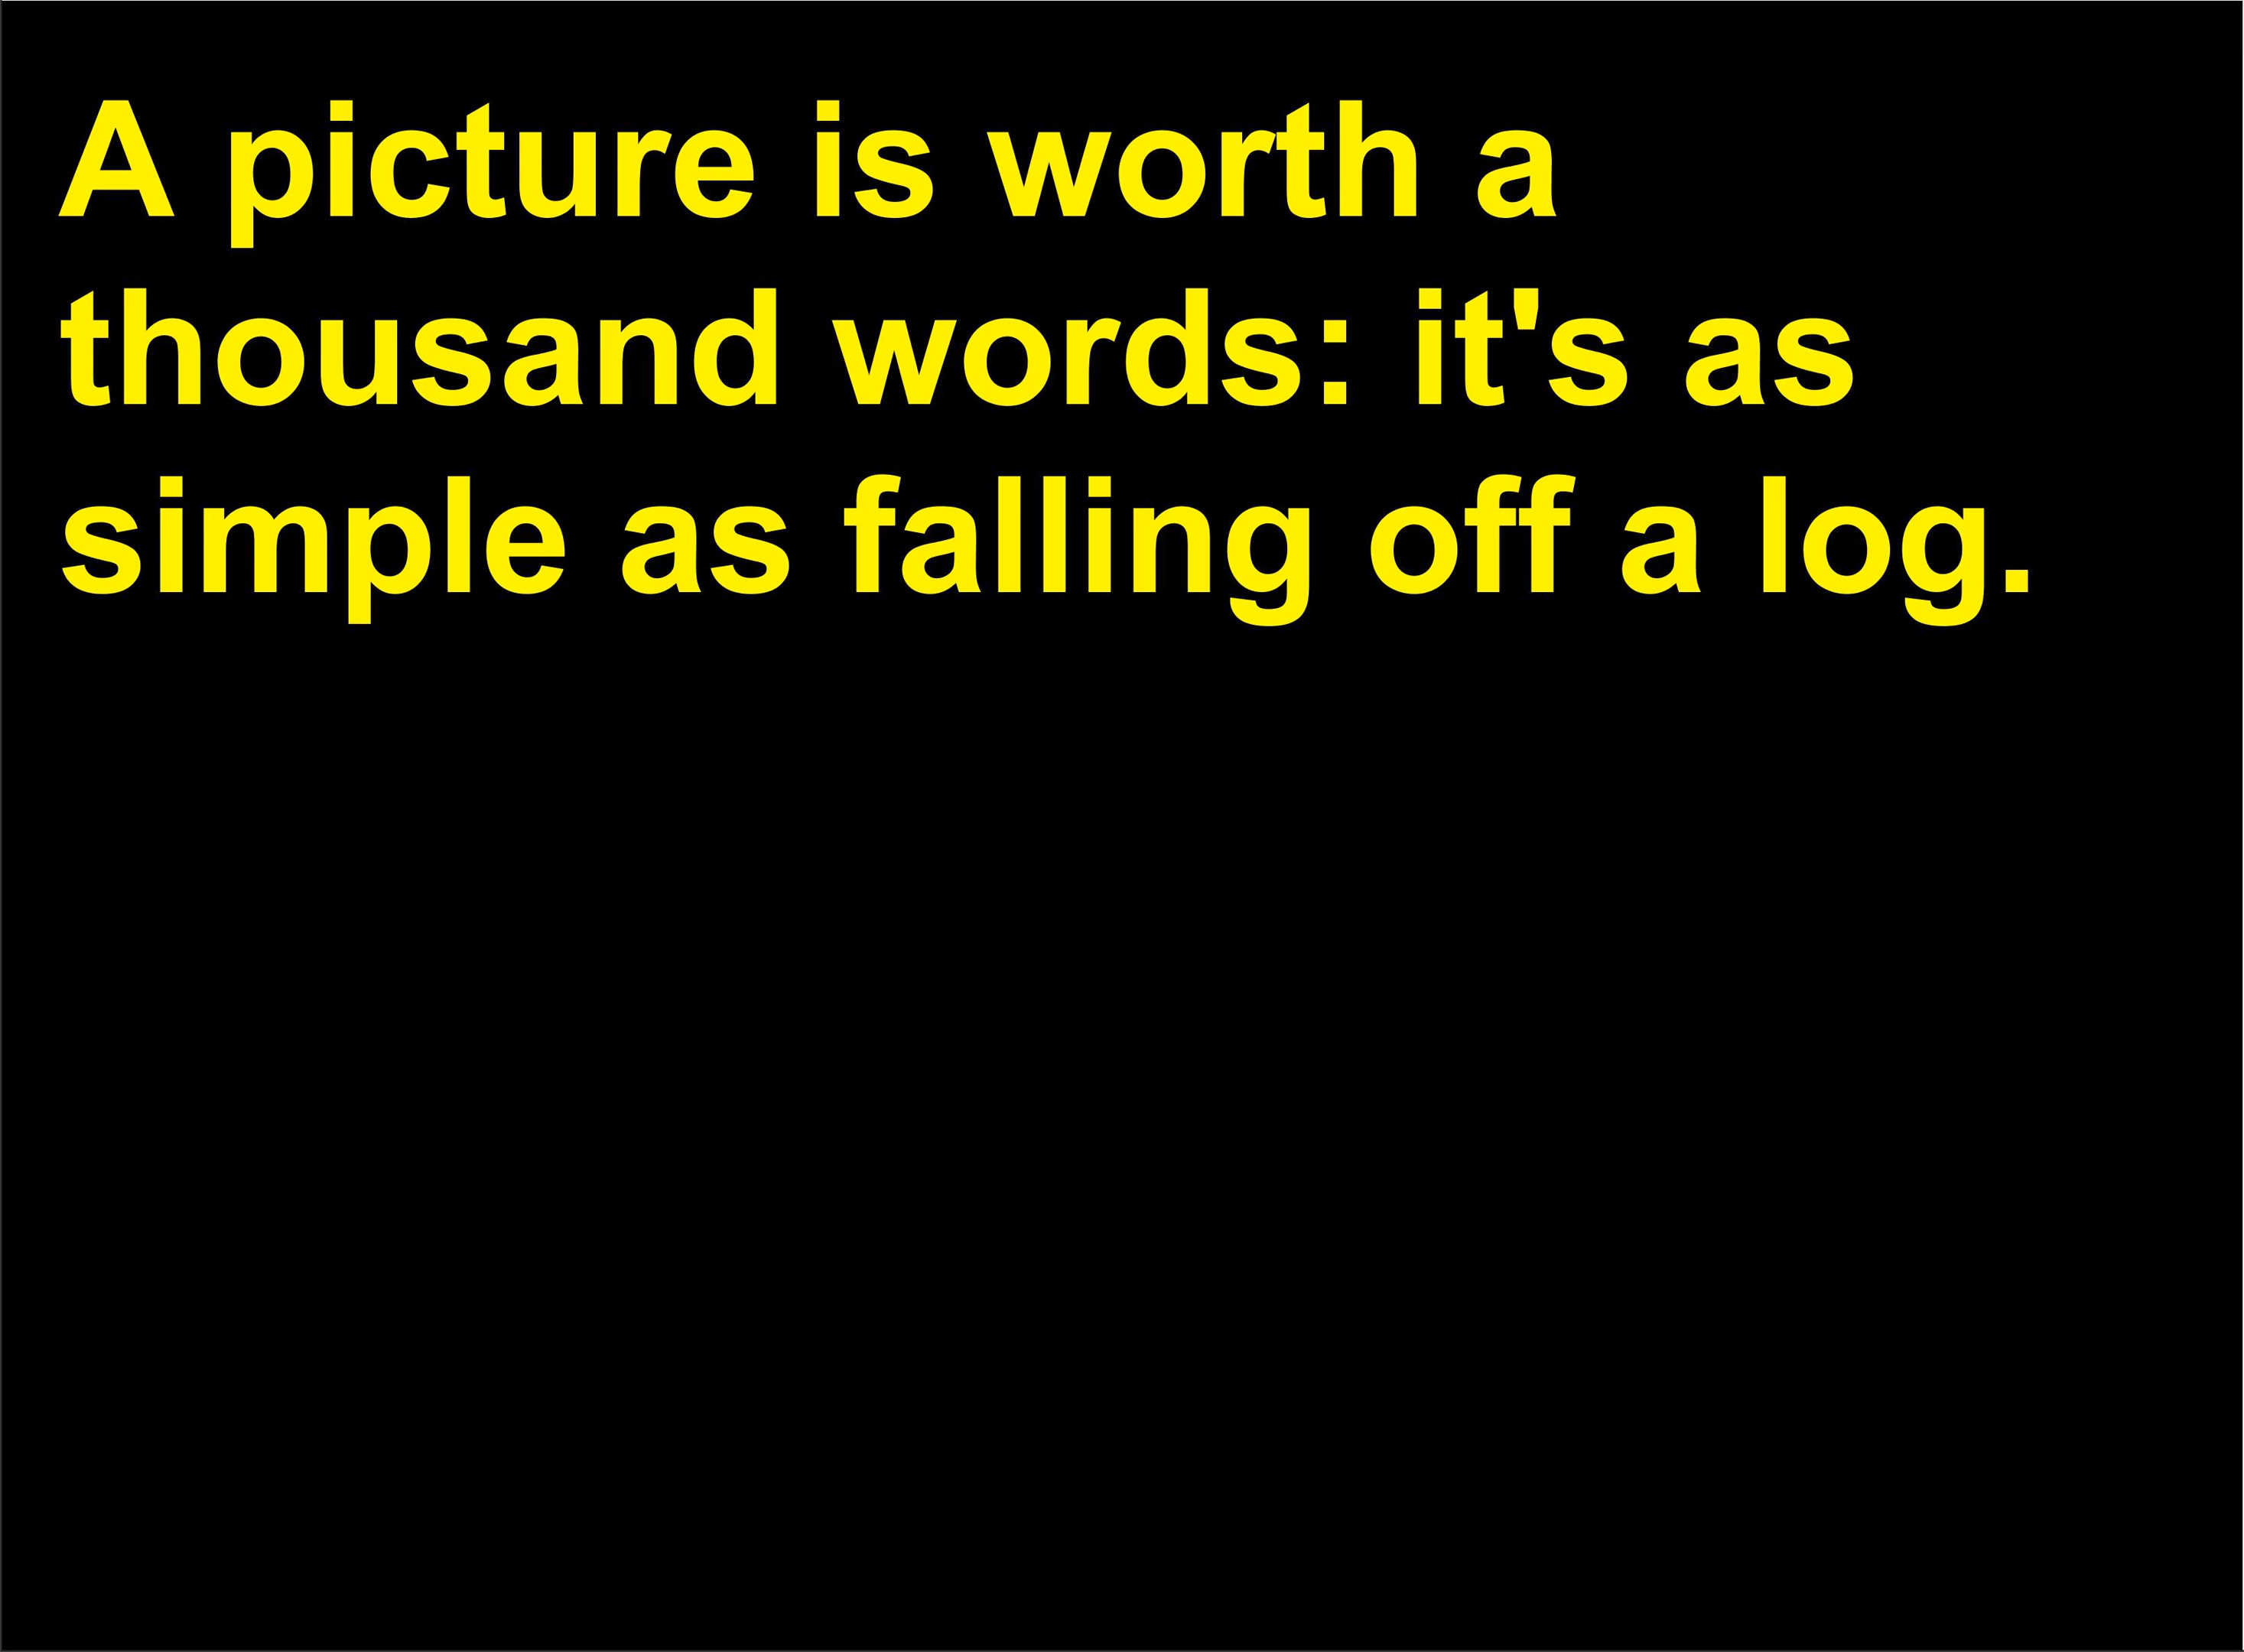 A picture is worth a
thousand words: it's as
simple as falling off a log.